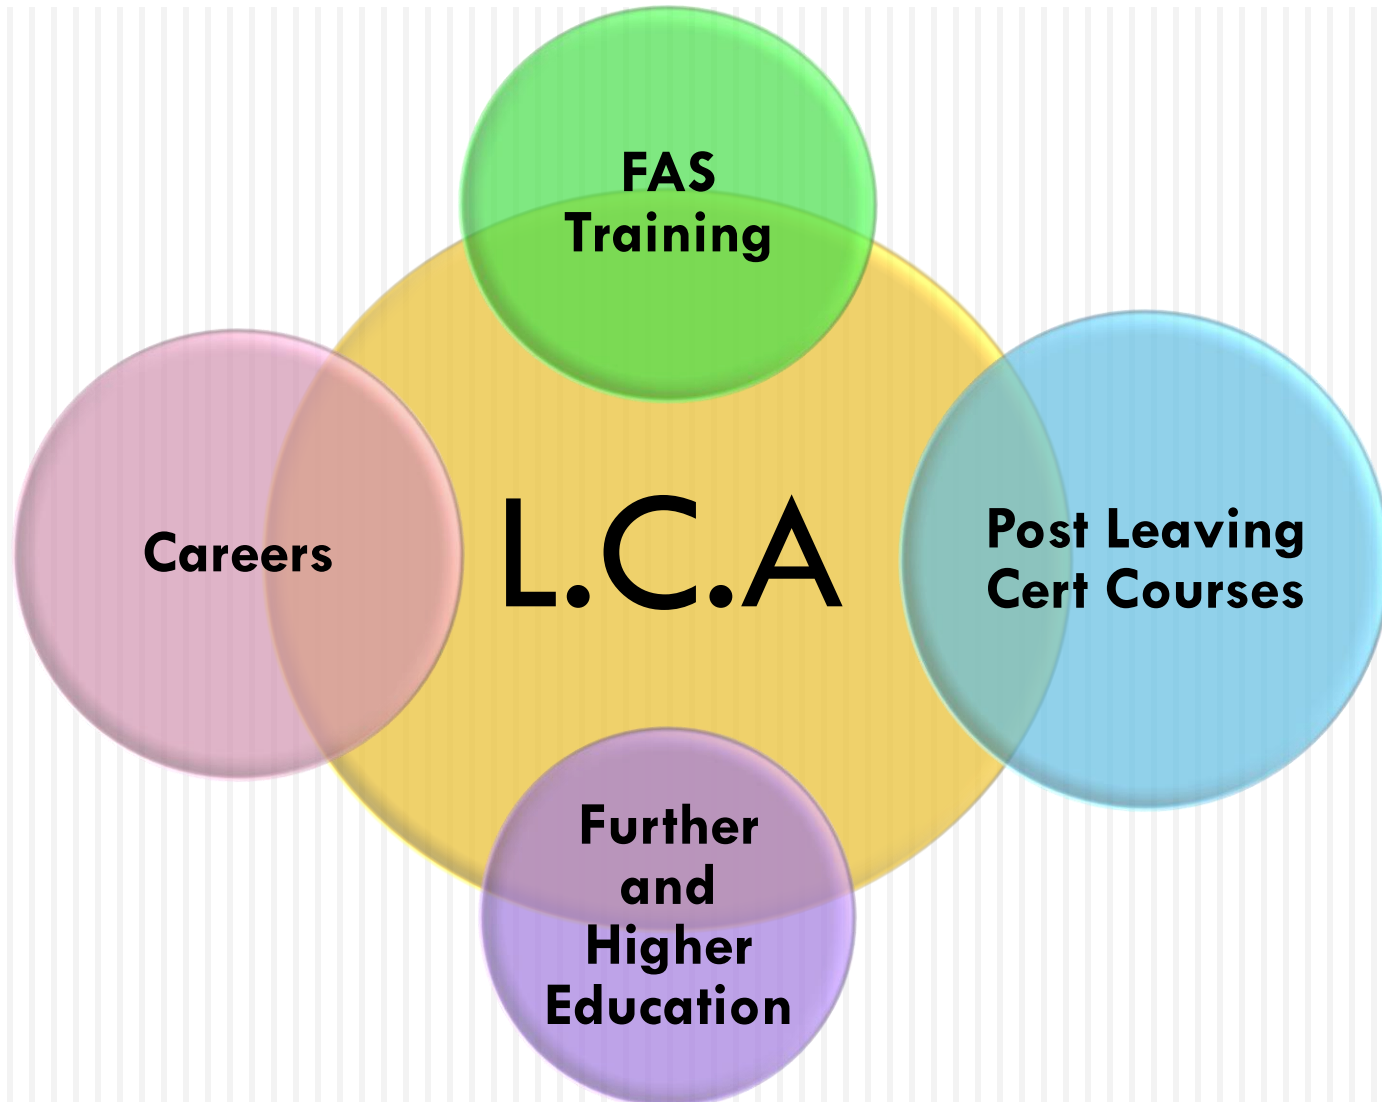 FAS
Training
Careers
L.C.A
Post Leaving
Cert Courses
Further
and
Higher
Education